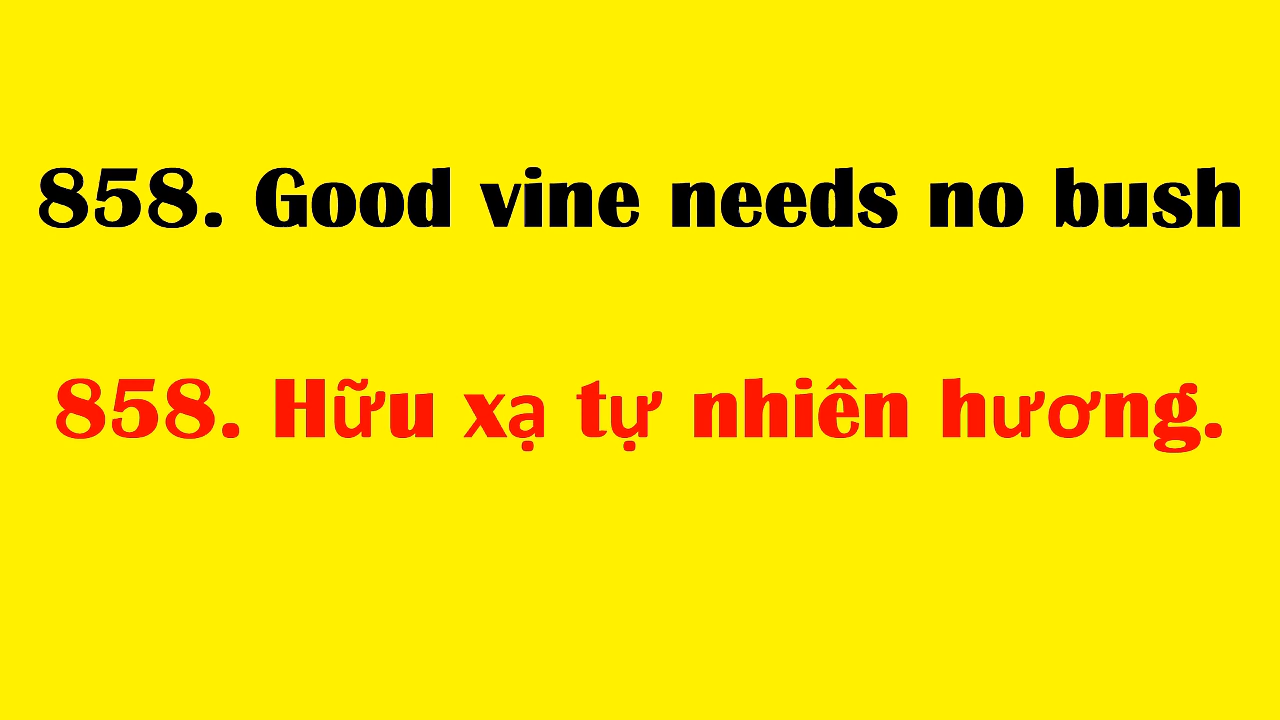 858. Good vine needs no bush
858. Hữu xạ tự nhiên hương.